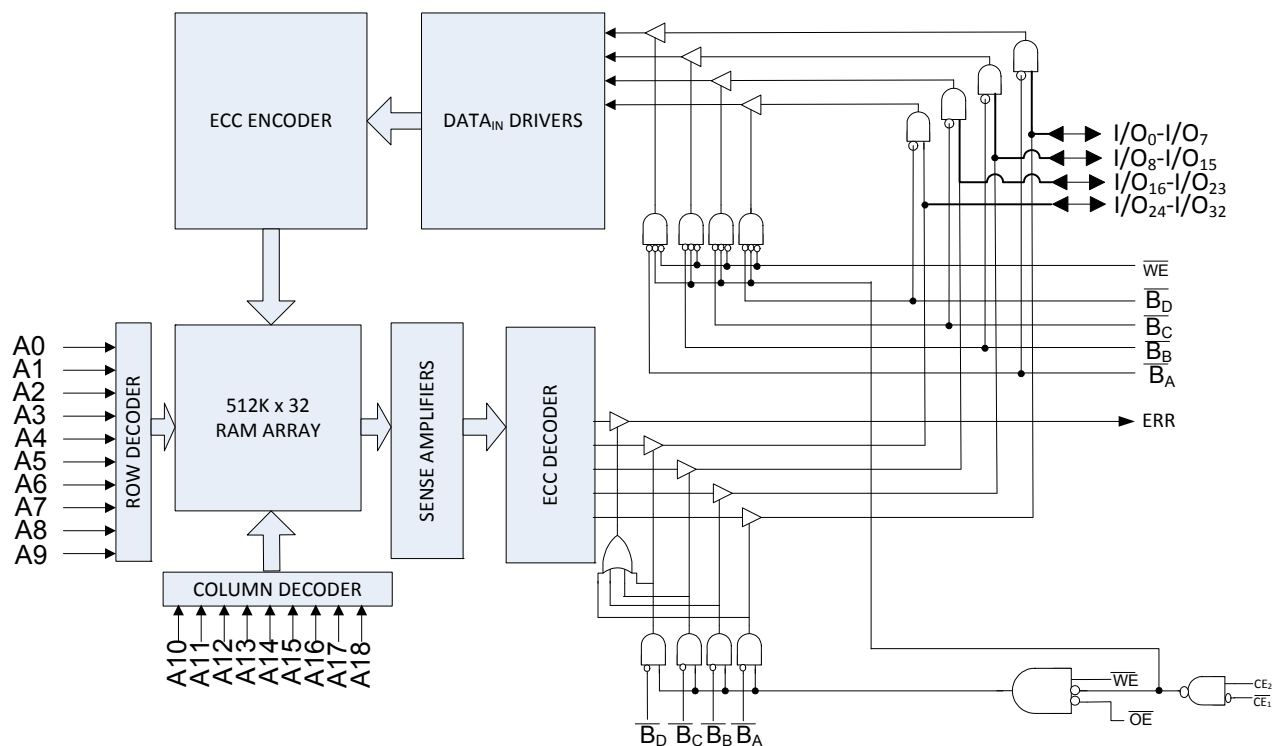 ECC ENCODER
DATAIN DRIVERS
I/O0-I/O7
I/O8-I/O15
I/O16-I/O23
I/O24-I/O32
WE
BD
BC
BB
BA
ERR
A0
A1
A2
A3
A4
A5
A6
A7
A8
A9
ROW DECODER
512K x 32
RAM ARRAY
SENSE AMPLIFIERS
ECC DECODER
COLUMN DECODER
A10
A11
A12
A13
A14
A15
A16
A17
A18
BD
BC
BB
BA
WE
OE
CE2
CE1